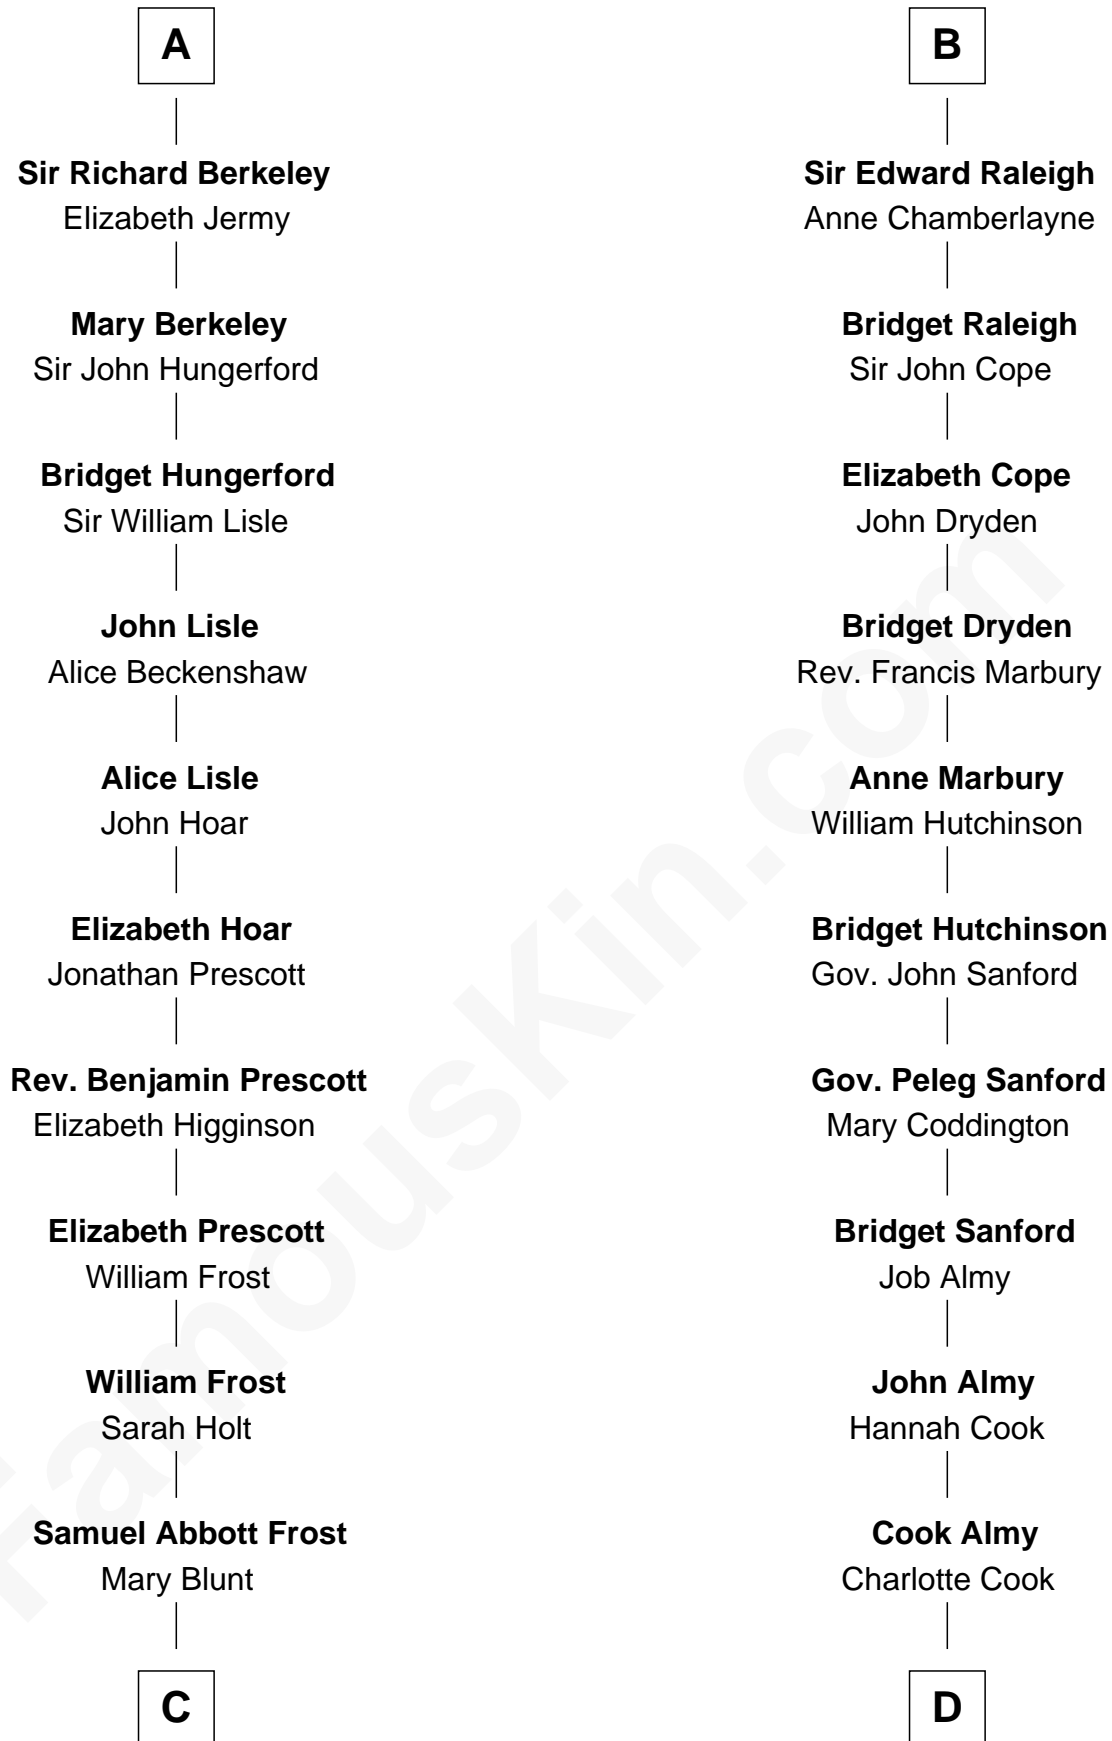 A
Sir Richard Berkeley
Elizabeth Jermy
Mary Berkeley
Sir John Hungerford
Bridget Hungerford
Sir William Lisle
John Lisle
Alice Beckenshaw
Alice Lisle
John Hoar
Elizabeth Hoar
Jonathan Prescott
Rev. Benjamin Prescott
Elizabeth Higginson
Elizabeth Prescott
William Frost
William Frost
Sarah Holt
Samuel Abbott Frost
Mary Blunt
C
B
Sir Edward Raleigh
Anne Chamberlayne
Bridget Raleigh
Sir John Cope
Elizabeth Cope
John Dryden
Bridget Dryden
Rev. Francis Marbury
Anne Marbury
William Hutchinson
Bridget Hutchinson
Gov. John Sanford
Gov. Peleg Sanford
Mary Coddington
Bridget Sanford
Job Almy
John Almy
Hannah Cook
Cook Almy
Charlotte Cook
D
FamousKin.com